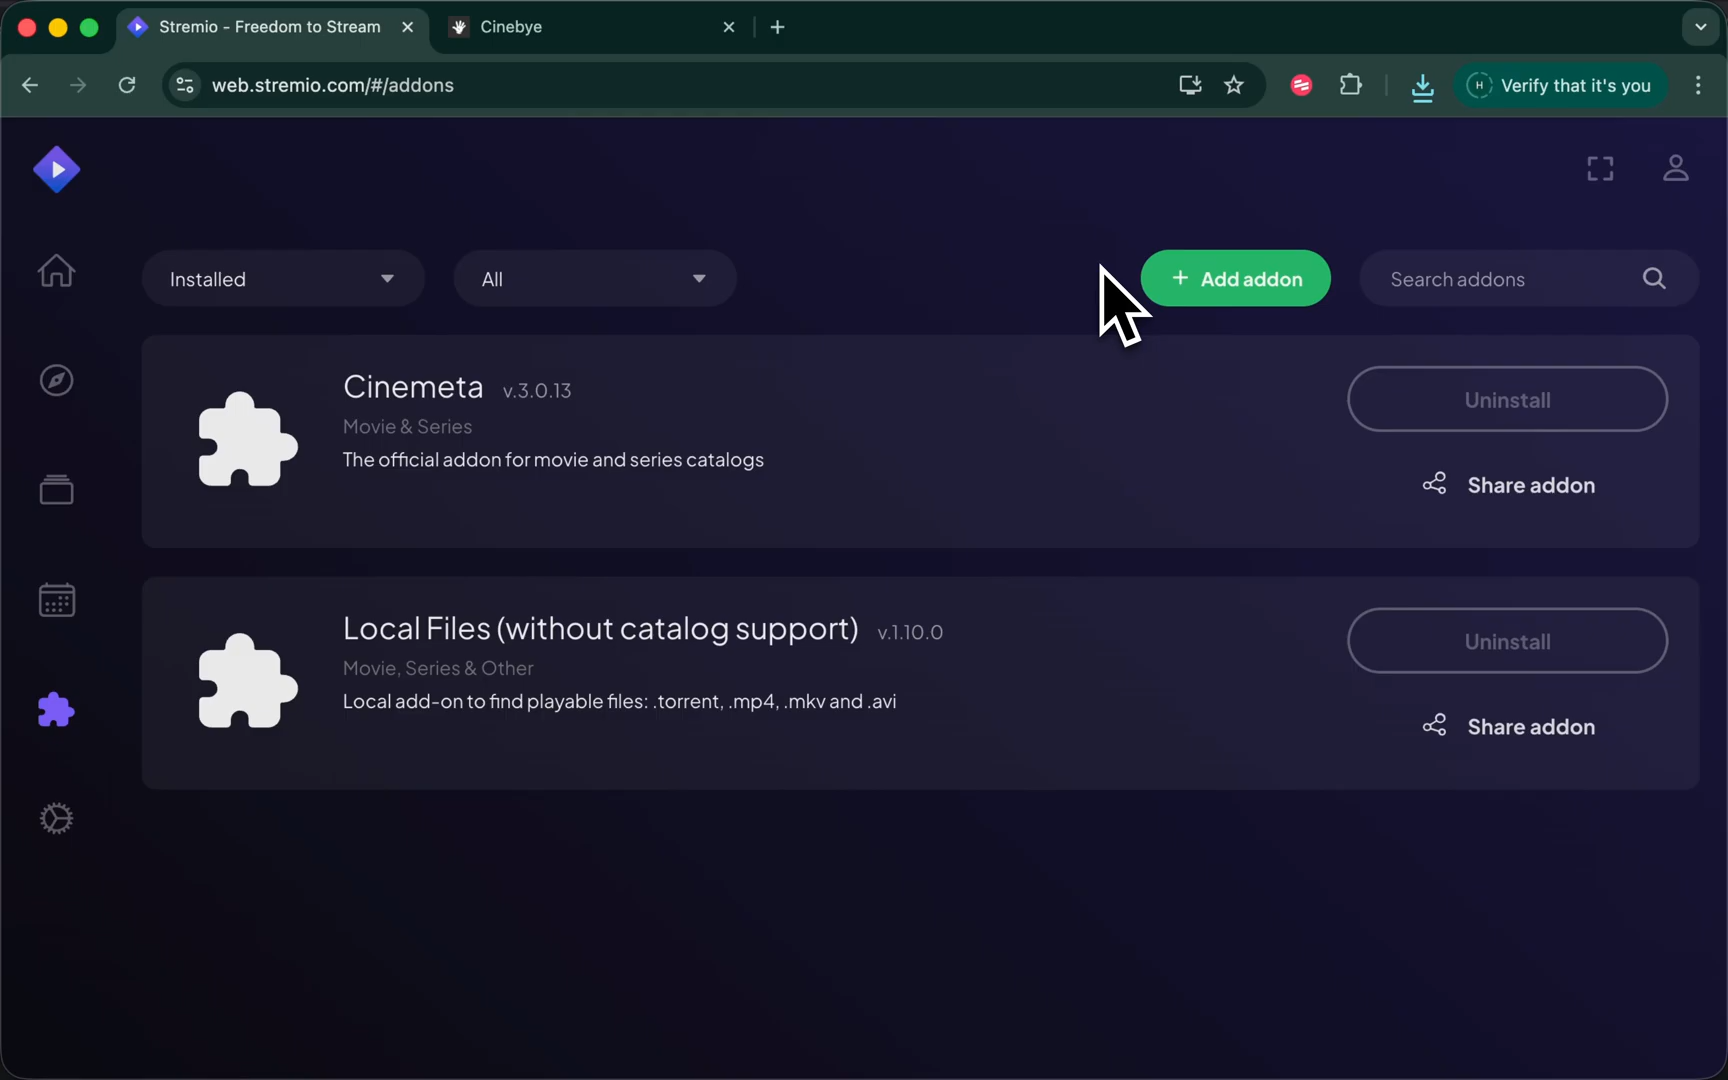 Stremio - Freedom to Stream
Cinebye
web.stremio.com/#/addons
H
Verify that it's you
Installed
All
+ Add addon
Search addons
Cinemeta v.3.0.13
Movie & Series
The official addon for movie and series catalogs
Uninstall
Share addon
Local Files (without catalog support) v.1.10.0
Movie, Series & Other
Local add-on to find playable files: .torrent, .mp4, .mkv and .avi
Uninstall
Share addon